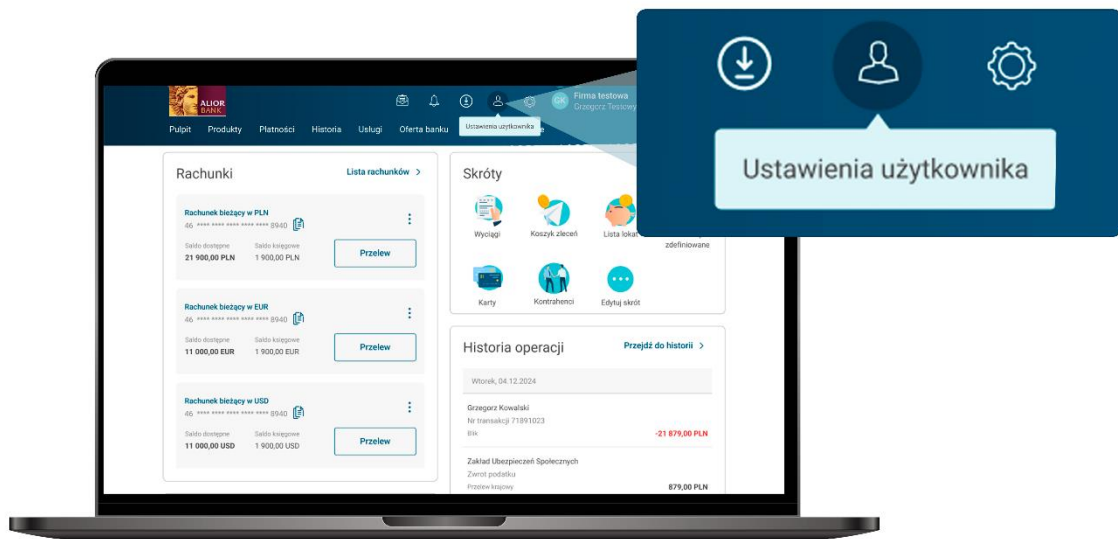 ALIOR
BANK
GK
Firma testowa
Grzegorz Testowy
Pulpit Produkty Płatności Historia Usługi Oferta banku
Ustawienia użytkownika
Ustawienia użytkownika
Rachunki
Lista rachunków >
Rachunek bieżący w PLN
46 **** **** **** **** **** 8940
Saldo dostępne Saldo księgowe
21 900,00 PLN 1 900,00 PLN
Przelew
Rachunek bieżący w EUR
46 **** **** **** **** **** 8940
Saldo dostępne Saldo księgowe
11 000,00 EUR 1 900,00 EUR
Przelew
Rachunek bieżący w USD
46 **** **** **** **** **** 8940
Saldo dostępne Saldo księgowe
11 000,00 USD 1 900,00 USD
Przelew
Skróty
Wyciągi Koszyk zleceń Lista lokat
zdefiniowane
Karty Kontrahenci Edytuj skrót
Historia operacji
Przejdź do historii >
Wtorek, 04.12.2024
Grzegorz Kowalski
Nr transakcji 71891023
Blik -21 879,00 PLN
Zakład Ubezpieczeń Społecznych
Zwrot podatku
Przelew krajowy 879,00 PLN